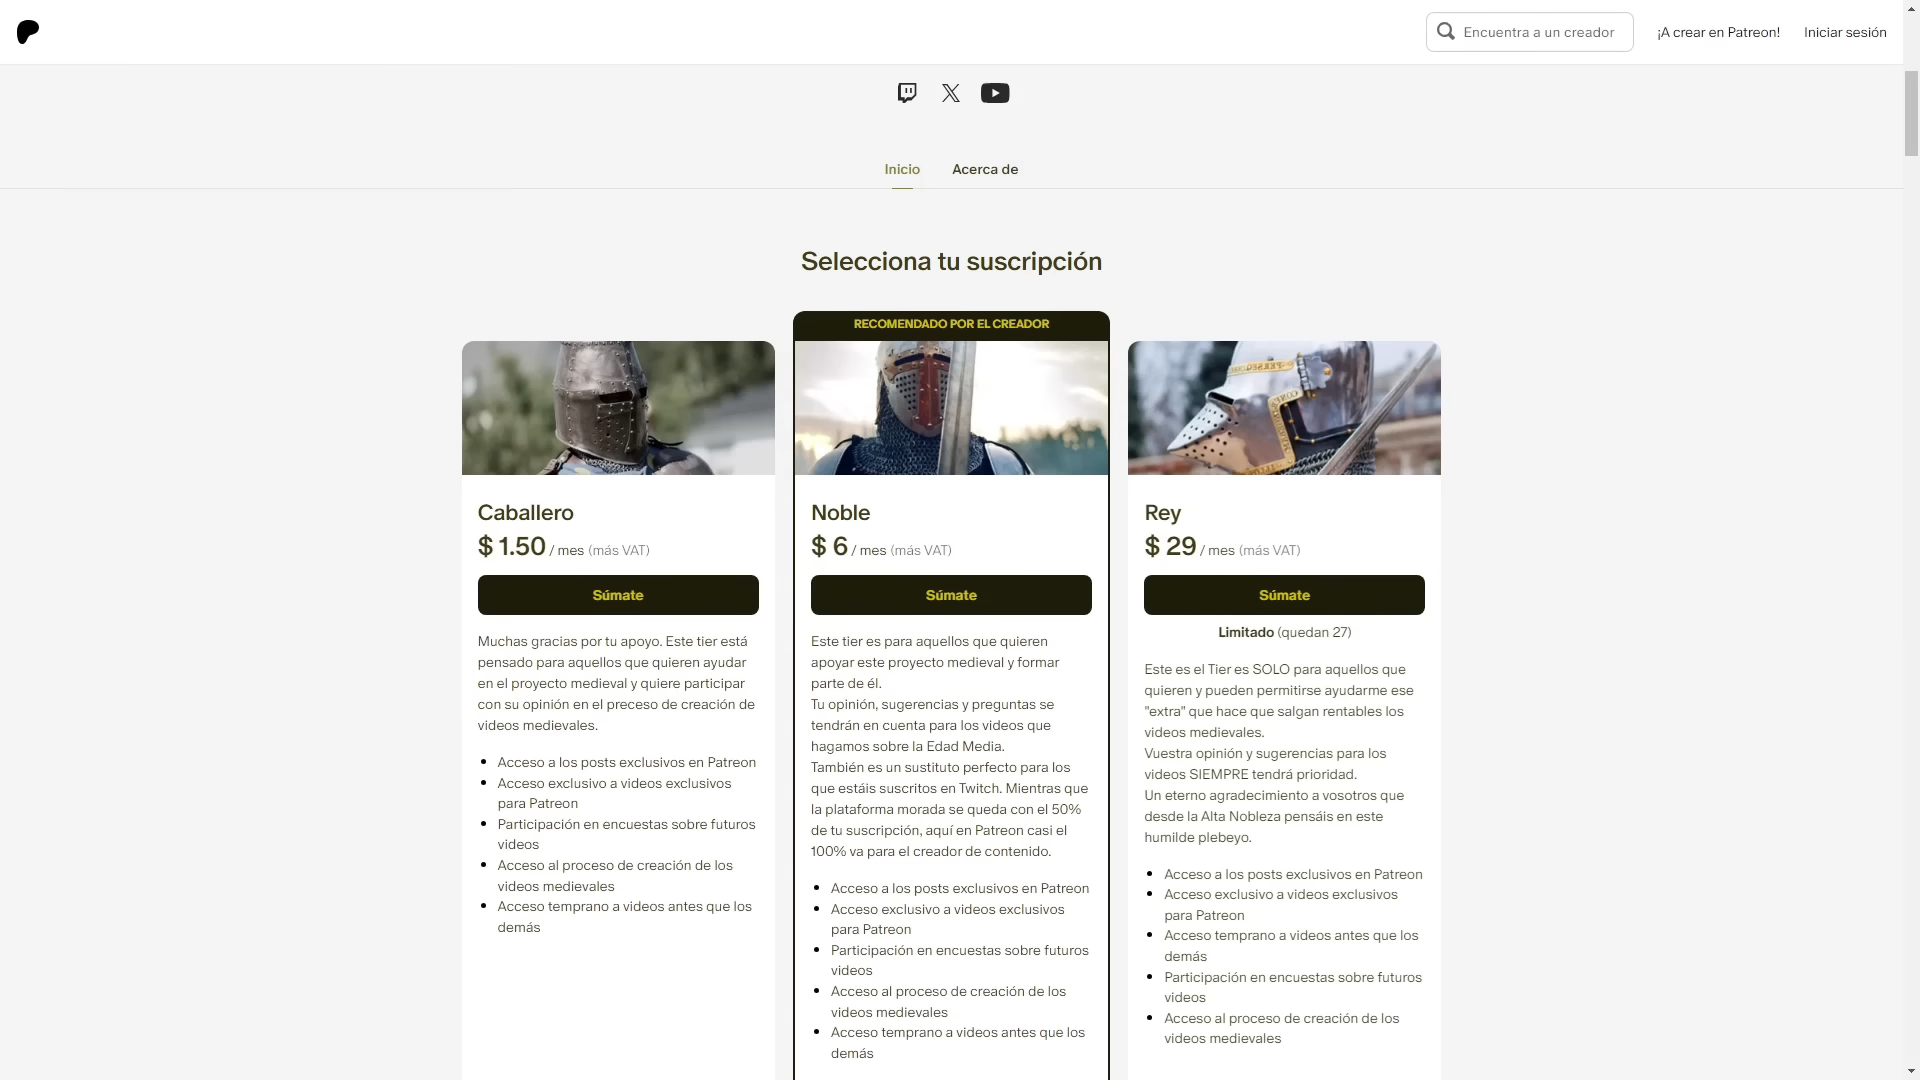 Encuentra a un creador
¡A crear en Patreon!
Iniciar sesión
Inicio
Acerca de
Selecciona tu suscripción
RECOMENDADO POR EL CREADOR
Caballero
$ 1.50 / mes (más VAT)
Súmate
Muchas gracias por tu apoyo. Este tier está
pensado para aquellos que quieren ayudar
en el proyecto medieval y quiere participar
con su opinión en el preceso de creación de
videos medievales.
Acceso a los posts exclusivos en Patreon
Acceso exclusivo a videos exclusivos
para Patreon
Participación en encuestas sobre futuros
videos
Acceso al proceso de creación de los
videos medievales
Acceso temprano a videos antes que los
demás
Noble
$ 6 / mes (más VAT)
Súmate
Este tier es para aquellos que quieren
apoyar este proyecto medieval y formar
parte de él.
Tu opinión, sugerencias y preguntas se
tendrán en cuenta para los videos que
hagamos sobre la Edad Media.
También es un sustituto perfecto para los
que estáis suscritos en Twitch. Mientras que
la plataforma morada se queda con el 50%
de tu suscripción, aquí en Patreon casi el
100% va para el creador de contenido.
Acceso a los posts exclusivos en Patreon
Acceso exclusivo a videos exclusivos
para Patreon
Participación en encuestas sobre futuros
videos
Acceso al proceso de creación de los
videos medievales
Acceso temprano a videos antes que los
demás
Rey
$ 29 / mes (más VAT)
Súmate
Limitado (quedan 27)
Este es el Tier es SOLO para aquellos que
quieren y pueden permitirse ayudarme ese
"extra" que hace que salgan rentables los
videos medievales.
Vuestra opinión y sugerencias para los
videos SIEMPRE tendrá prioridad.
Un eterno agradecimiento a vosotros que
desde la Alta Nobleza pensáis en este
humilde plebeyo.
Acceso a los posts exclusivos en Patreon
Acceso exclusivo a videos exclusivos
para Patreon
Acceso temprano a videos antes que los
demás
Participación en encuestas sobre futuros
videos
Acceso al proceso de creación de los
videos medievales